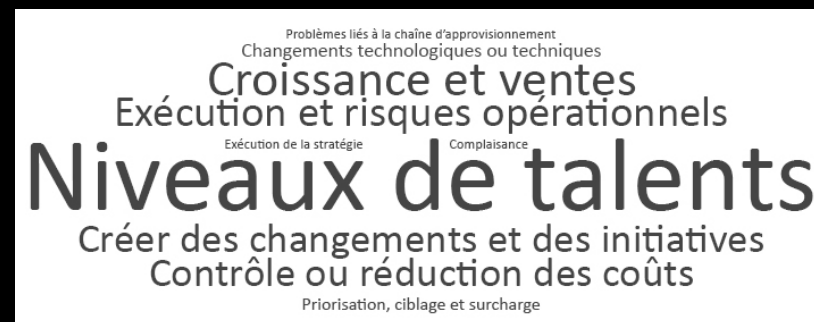 Problèmes liés à la chaîne d'approvisionnement
Changements technologiques ou techniques
Croissance et ventes
Exécution et risques opérationnels
Exécution de la stratégie
Complaisance
Niveaux de talents
Créer des changements et des initiatives
Contrôle ou réduction des coûts
Priorisation, ciblage et surcharge